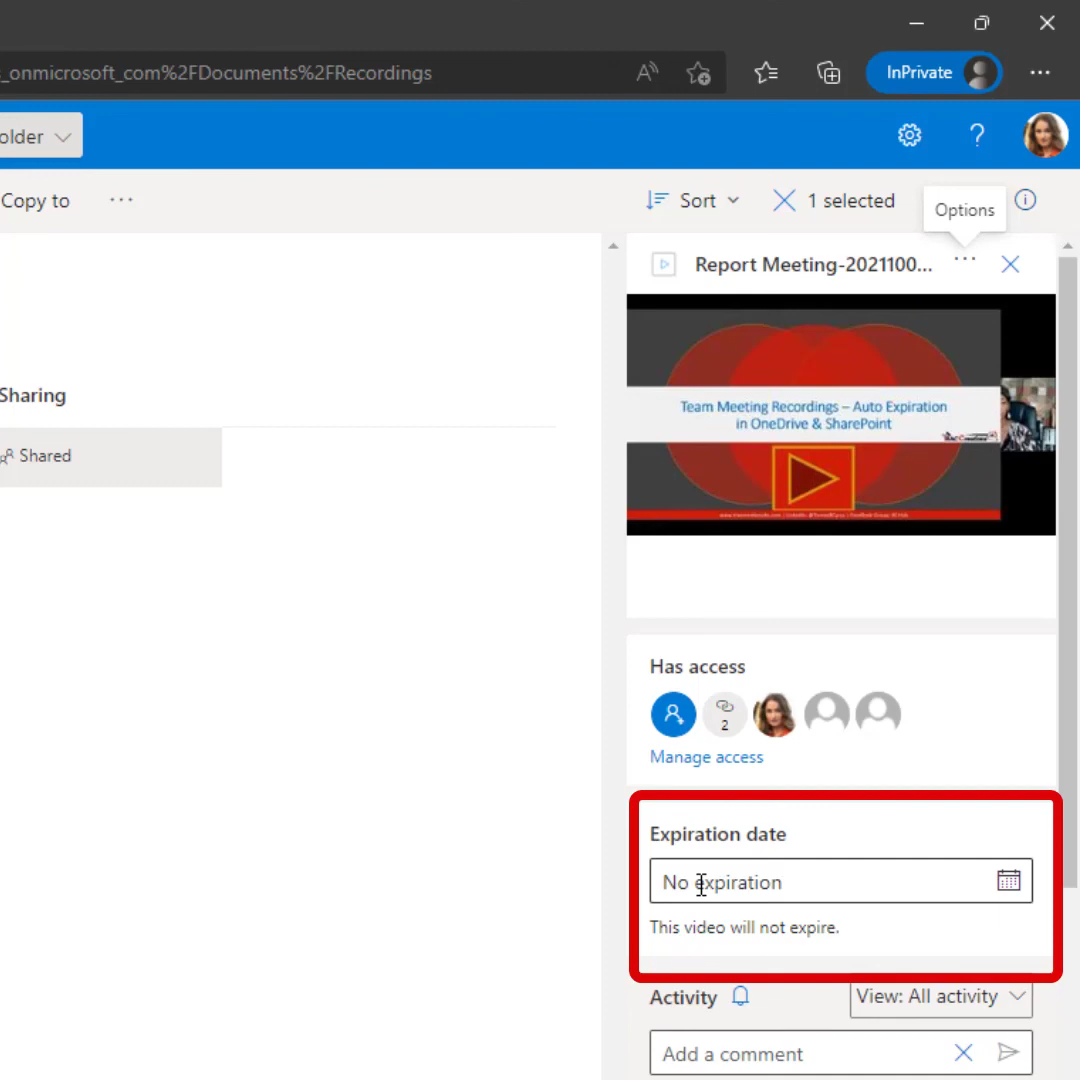 s_onmicrosoft_com%2FDocuments%2FRecordings
InPrivate
older
Copy to
Sort
1 selected
Options
Report Meeting-2021100...
Team Meeting Recordings – Auto Expiration
in OneDrive & SharePoint
Sharing
Shared
Has access
2
Manage access
Expiration date
No expiration
This video will not expire.
Activity
View: All activity
Add a comment